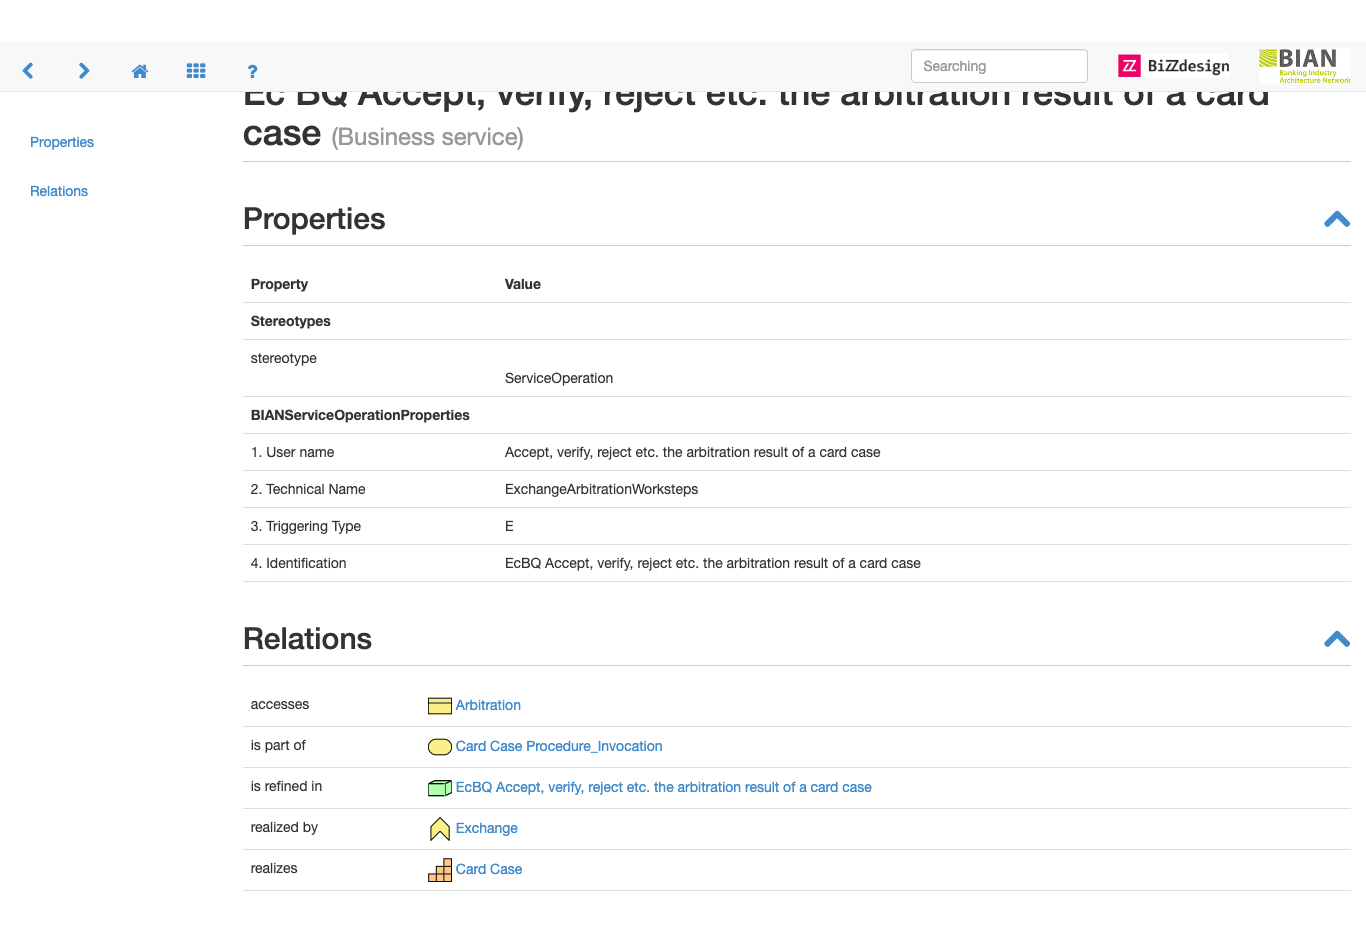 Searching
BiZZdesign
BIAN
Banking Industry
Architecture Network
Ec BQ Accept, verify, reject etc. the arbitration result of a card
case (Business service)
Properties
Relations
Properties
Property Value
Stereotypes
stereotype
ServiceOperation
BIANServiceOperationProperties
1. User name Accept, verify, reject etc. the arbitration result of a card case
2. Technical Name ExchangeArbitrationWorksteps
3. Triggering Type E
4. Identification EcBQ Accept, verify, reject etc. the arbitration result of a card case
Relations
accesses Arbitration
is part of Card Case Procedure_Invocation
is refined in EcBQ Accept, verify, reject etc. the arbitration result of a card case
realized by Exchange
realizes Card Case